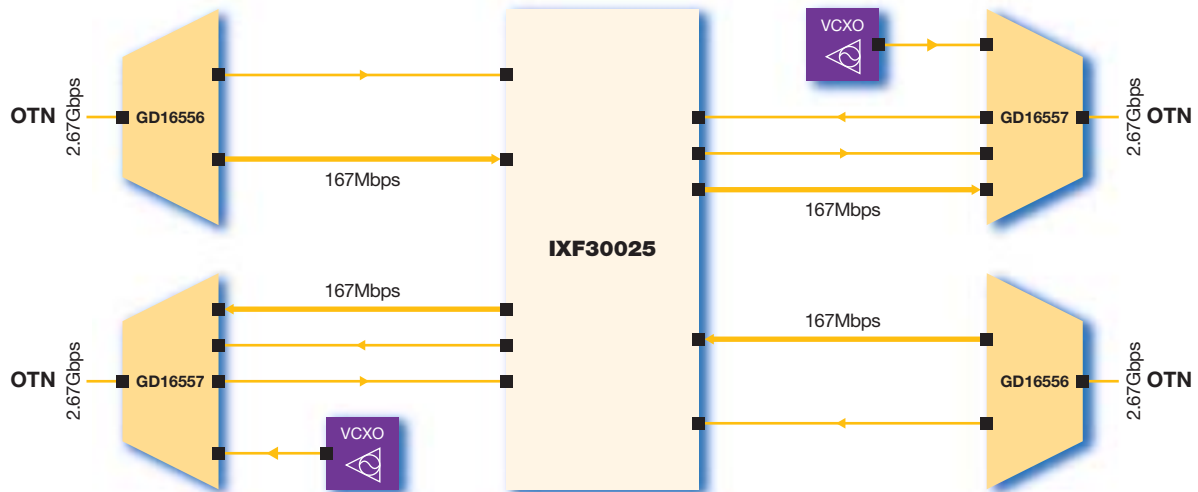 VCXO
OTN
2.67Gbps
GD16556
167Mbps
GD16557
2.67Gbps
OTN
167Mbps
IXF30025
167Mbps
167Mbps
OTN
2.67Gbps
GD16557
GD16556
2.67Gbps
OTN
VCXO